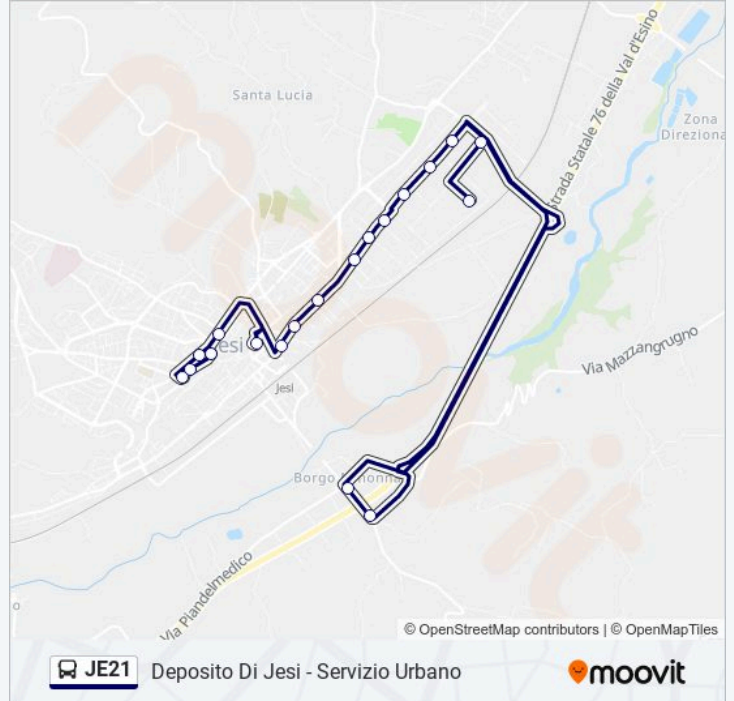 Santa Lucia
Strada Statale 76 della Val d'Esino
Zona
Direziona
Jesi
Via Mazzangrugno
Jesi
Borgo Minonna
Via Piandelmedico
o
© OpenStreetMap contributors | © OpenMapTiles
JE21
Deposito Di Jesi - Servizio Urbano
moovit